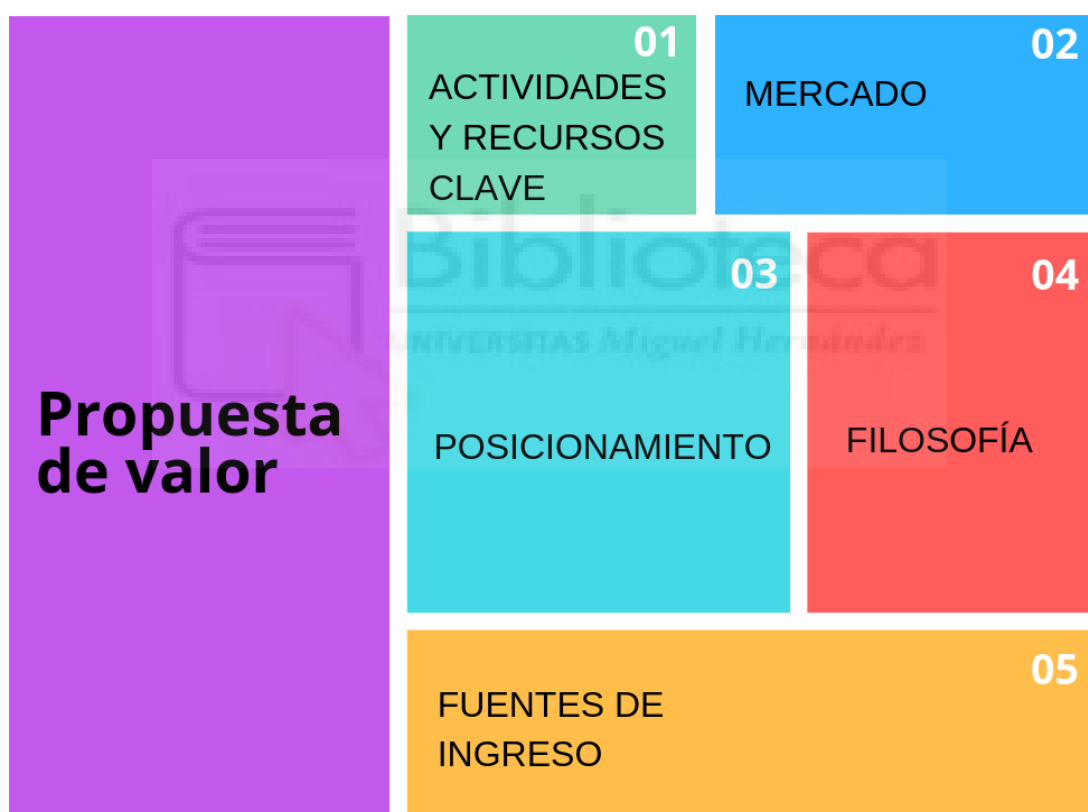 Propuesta
de valor
01
ACTIVIDADES
Y RECURSOS
CLAVE
02
MERCADO
03
POSICIONAMIENTO
04
FILOSOFÍA
05
FUENTES DE
INGRESO
Biblioteca
UNIVERSITAS Miguel Hernández